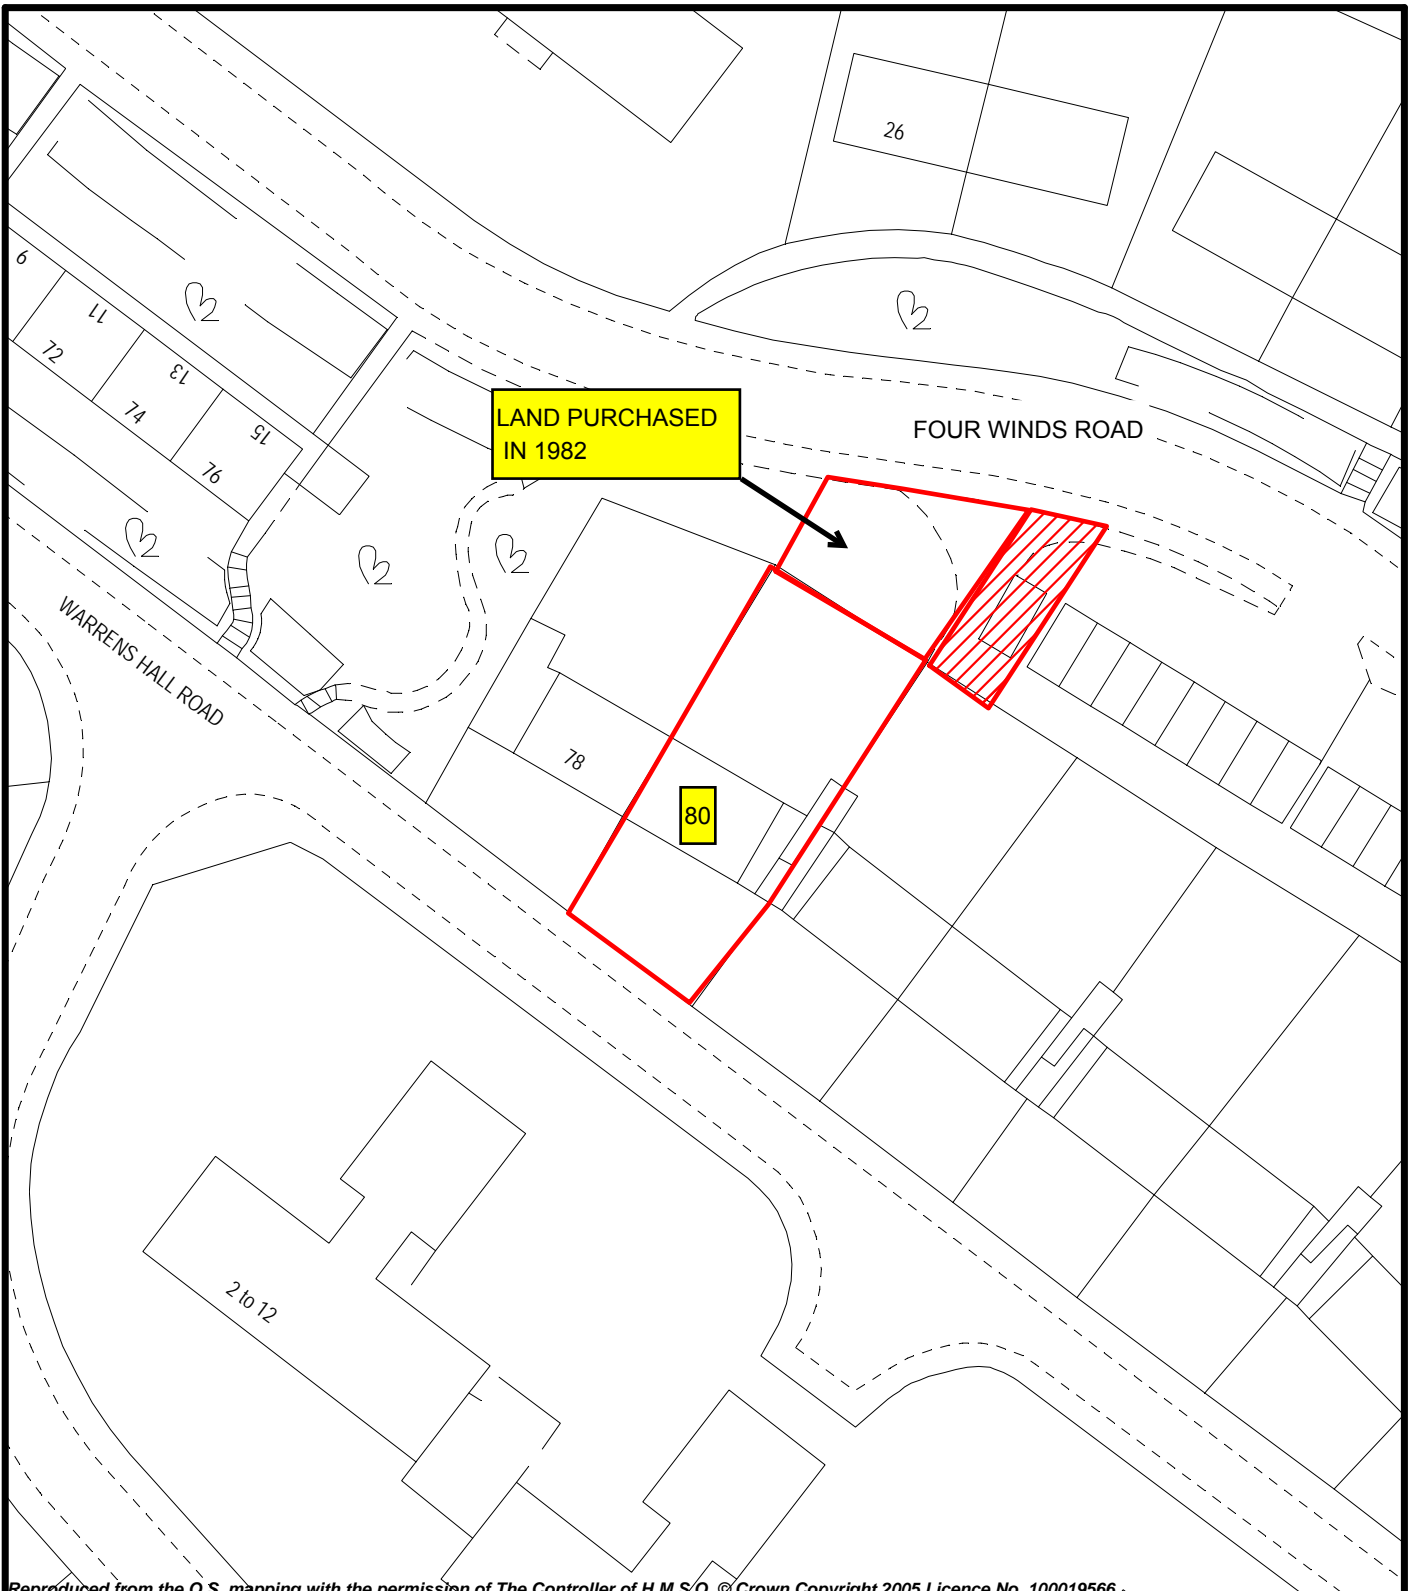 26
9
11
72
13
74
15
76
LAND PURCHASED
IN 1982
FOUR WINDS ROAD
WARRENS HALL ROAD
78
80
2 to 12
Reproduced from the O.S. mapping with the permission of The Controller of H.M.S.O. © Crown Copyright 2005 Licence No. 100019566 .